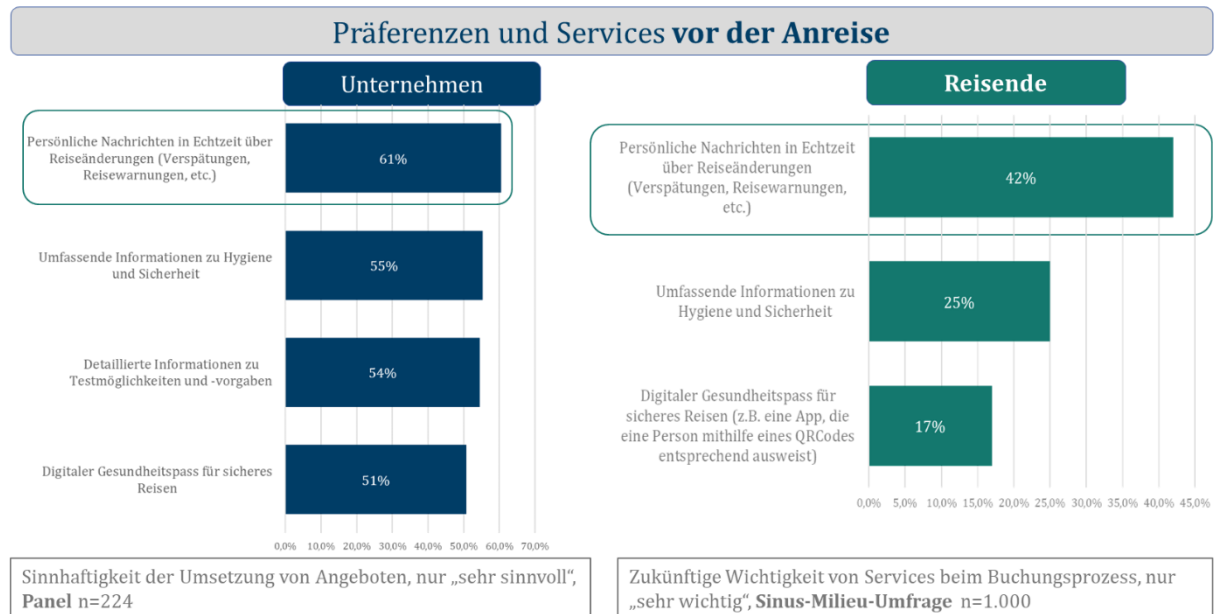 Präferenzen und Services vor der Anreise
Unternehmen
Persönliche Nachrichten in Echtzeit über
Reiseänderungen (Verspätungen,
Reisewarnungen, etc.)
61%
Umfassende Informationen zu Hygiene
und Sicherheit
55%
Detaillierte Informationen zu
Testmöglichkeiten und -vorgaben
54%
Digitaler Gesundheitspass für sicheres
Reisen
51%
0,0% 10,0% 20,0% 30,0% 40,0% 50,0% 60,0% 70,0%
Sinnhaftigkeit der Umsetzung von Angeboten, nur „sehr sinnvoll“,
Panel n=224
Reisende
Persönliche Nachrichten in Echtzeit
über Reiseänderungen
(Verspätungen, Reisewarnungen,
etc.)
42%
Umfassende Informationen zu
Hygiene und Sicherheit
25%
Digitaler Gesundheitspass für
sicheres Reisen (z.B. eine App, die
eine Person mithilfe eines QRCodes
entsprechend ausweist)
17%
0,0% 5,0% 10,0% 15,0% 20,0% 25,0% 30,0% 35,0% 40,0% 45,0%
Zukünftige Wichtigkeit von Services beim Buchungsprozess, nur
„sehr wichtig“, Sinus-Milieu-Umfrage n=1.000